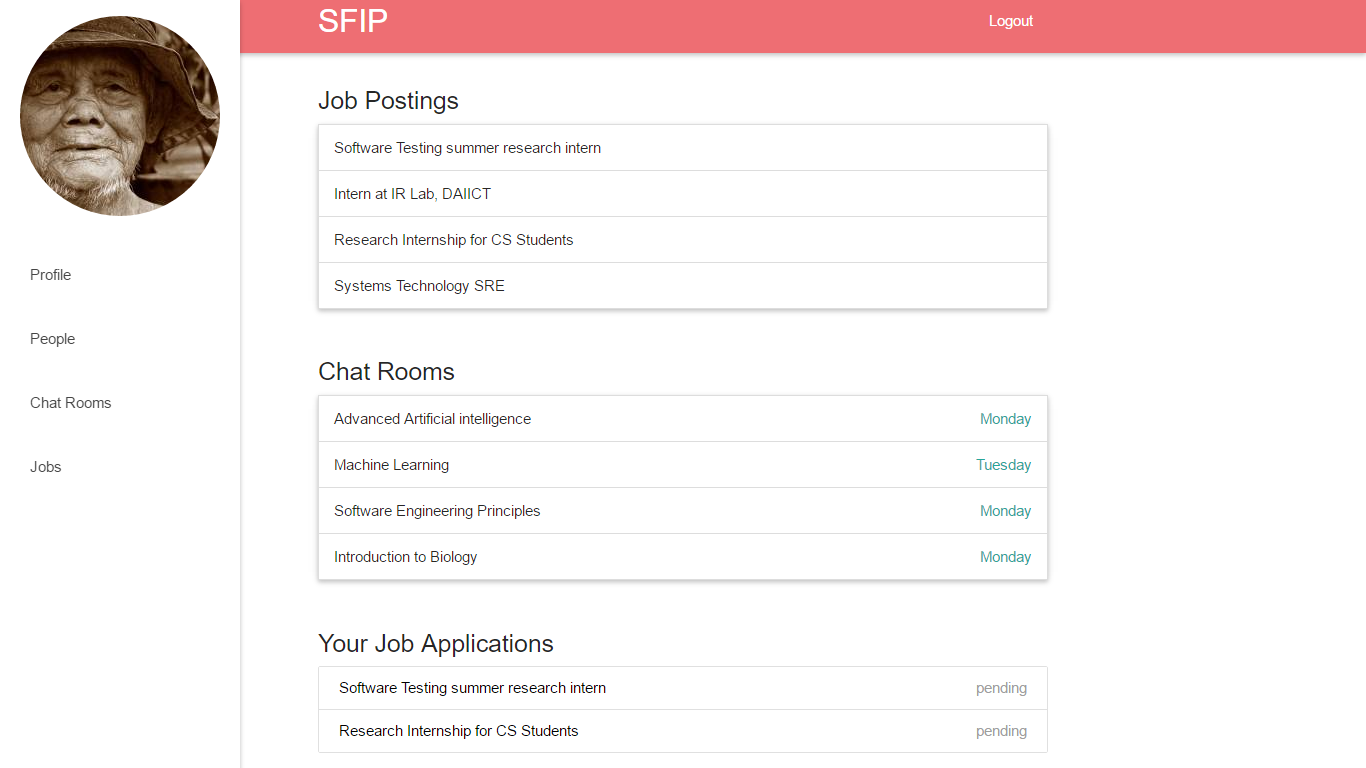 SFIP
Logout
Profile
People
Chat Rooms
Jobs
Job Postings
Software Testing summer research intern
Intern at IR Lab, DAIICT
Research Internship for CS Students
Systems Technology SRE
Chat Rooms
Advanced Artificial intelligence Monday
Machine Learning Tuesday
Software Engineering Principles Monday
Introduction to Biology Monday
Your Job Applications
Software Testing summer research intern pending
Research Internship for CS Students pending